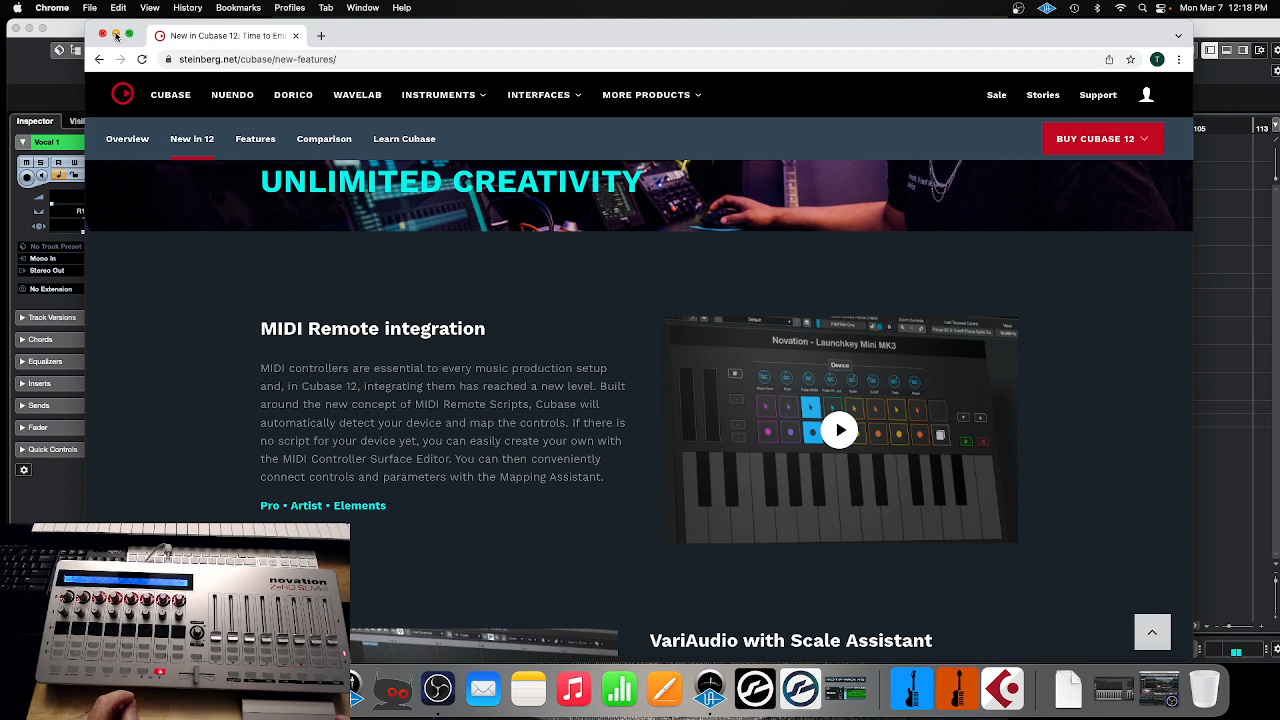 Chrome File Edit View History Bookmarks Profiles Tab Window Help Mon Mar 7 12:18 PM
New in Cubase 12: Time to Emi
steinberg.net/cubase/new-features/
T
CUBASE NUENDO DORICO WAVELAB INSTRUMENTS INTERFACES MORE PRODUCTS Sale Stories Support
Overview New in 12 Features Comparison Learn Cubase BUY CUBASE 12
UNLIMITED CREATIVITY
Inspector Visi
Vocal 1
M S R W
No Track Preset
Mono In
Stereo Out
No Extension
Track Versions
Chords
Equalizers
Inserts
Sends
Fader
Quick Controls
105 113
MIDI Remote integration
MIDI controllers are essential to every music production setup
and, in Cubase 12, integrating them has reached a new level. Built
around the new concept of MIDI Remote Scripts, Cubase will
automatically detect your device and map the controls. If there is
no script for your device yet, you can easily create your own with
the MIDI Controller Surface Editor. You can then conveniently
connect controls and parameters with the Mapping Assistant.
Pro • Artist • Elements
Novation - Launchkey Mini MK3
Device
VariAudio with Scale Assistant
novation
ZeRO SL MkII